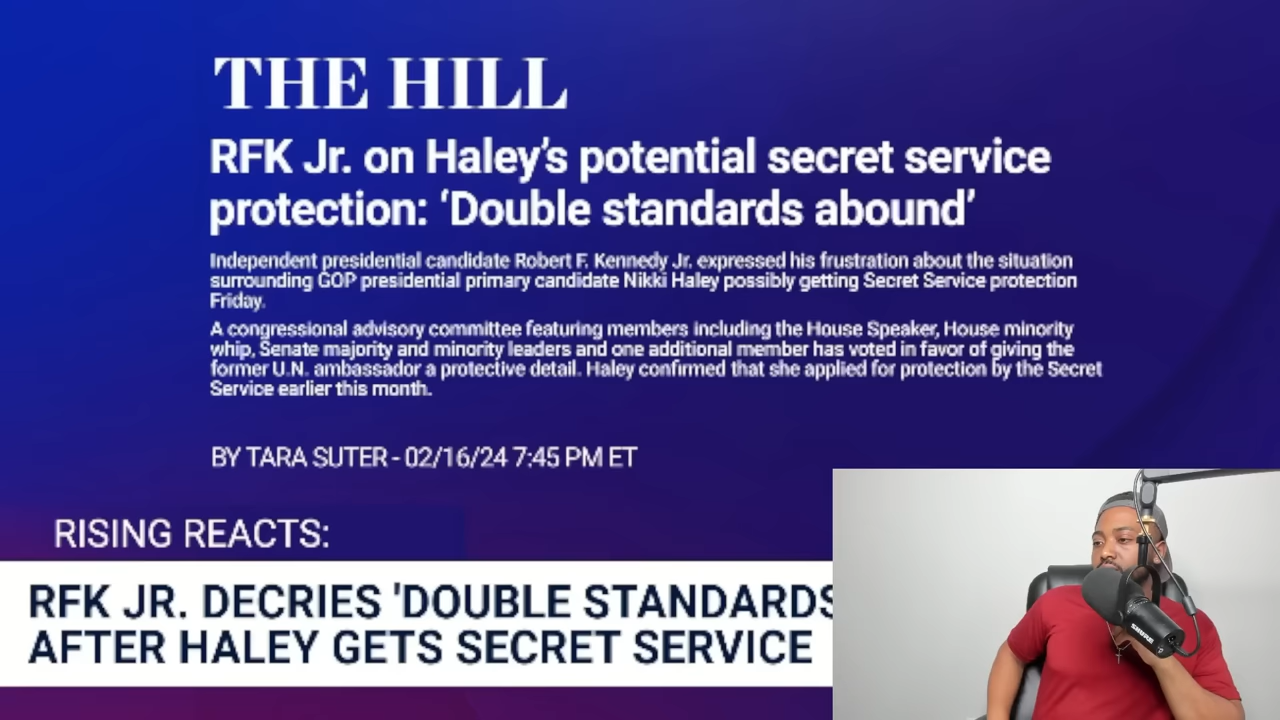 THE HILL
RFK Jr. on Haley's potential secret service
protection: 'Double standards abound'
Independent presidential candidate Robert F. Kennedy Jr. expressed his frustration about the situation
surrounding GOP presidential primary candidate Nikki Haley possibly getting Secret Service protection
Friday.
A congressional advisory committee featuring members including the House Speaker, House minority
whip, Senate majority and minority leaders and one additional member has voted in favor of giving the
former U.N. ambassador a protective detail. Haley confirmed that she applied for protection by the Secret
Service earlier this month.
BY TARA SUTER - 02/16/24 7:45 PM ET
RISING REACTS:
RFK JR. DECRIES 'DOUBLE STANDARDS
AFTER HALEY GETS SECRET SERVICE
SHURE